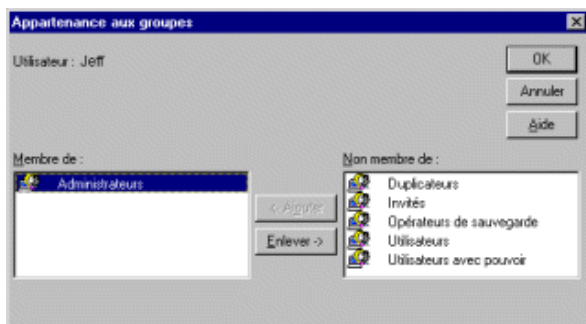 Appartenance aux groupes
Utilisateur : Jeff
OK
Annuler
Aide
Membre de :
Non membre de :
Administrateurs
<- Ajouter
Enlever ->
Duplicateurs
Invités
Opérateurs de sauvegarde
Utilisateurs
Utilisateurs avec pouvoir